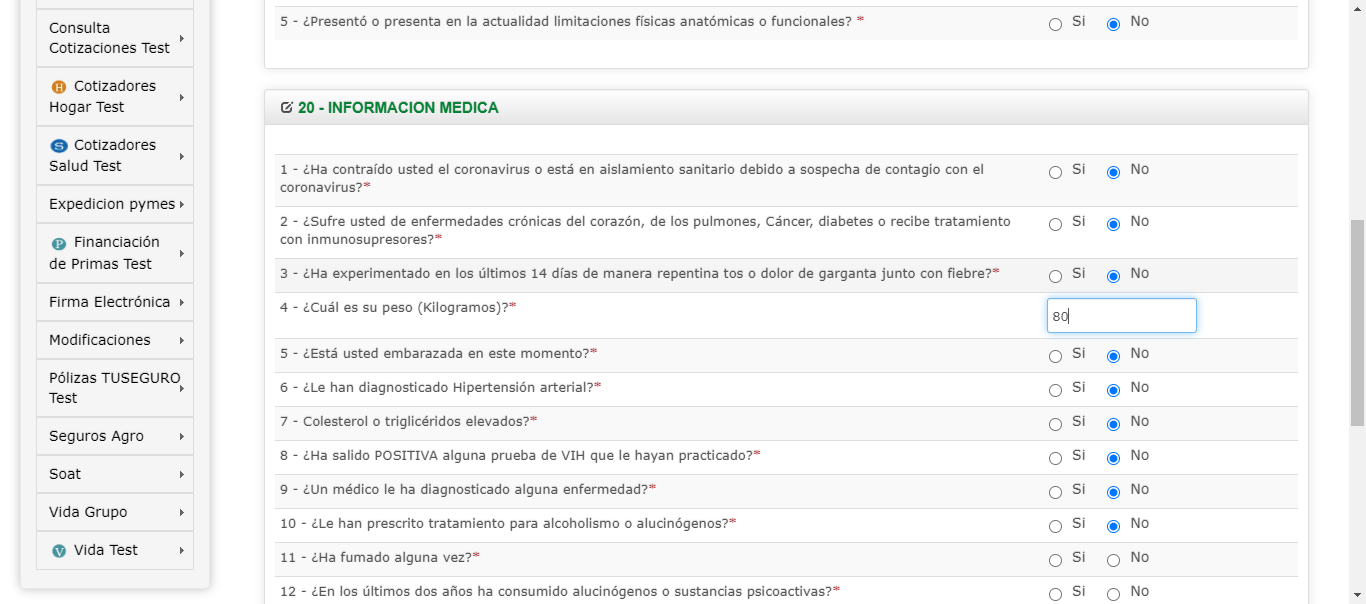 Consulta
Cotizaciones Test
H Cotizadores
Hogar Test
S Cotizadores
Salud Test
Expedicion pymes
P Financiación
de Primas Test
Firma Electrónica
Modificaciones
Pólizas TUSEGURO
Test
Seguros Agro
Soat
Vida Grupo
V Vida Test
5 - ¿Presentó o presenta en la actualidad limitaciones físicas anatómicas o funcionales? * Si No
20 - INFORMACION MEDICA
1 - ¿Ha contraído usted el coronavirus o está en aislamiento sanitario debido a sospecha de contagio con el Si No
coronavirus?*
2 - ¿Sufre usted de enfermedades crónicas del corazón, de los pulmones, Cáncer, diabetes o recibe tratamiento Si No
con inmunosupresores?*
3 - ¿Ha experimentado en los últimos 14 días de manera repentina tos o dolor de garganta junto con fiebre?* Si No
4 - ¿Cuál es su peso (Kilogramos)?* 80
5 - ¿Está usted embarazada en este momento?* Si No
6 - ¿Le han diagnosticado Hipertensión arterial?* Si No
7 - Colesterol o triglicéridos elevados?* Si No
8 - ¿Ha salido POSITIVA alguna prueba de VIH que le hayan practicado?* Si No
9 - ¿Un médico le ha diagnosticado alguna enfermedad?* Si No
10 - ¿Le han prescrito tratamiento para alcoholismo o alucinógenos?* Si No
11 - ¿Ha fumado alguna vez?* Si No
12 - ¿En los últimos dos años ha consumido alucinógenos o sustancias psicoactivas?* Si No